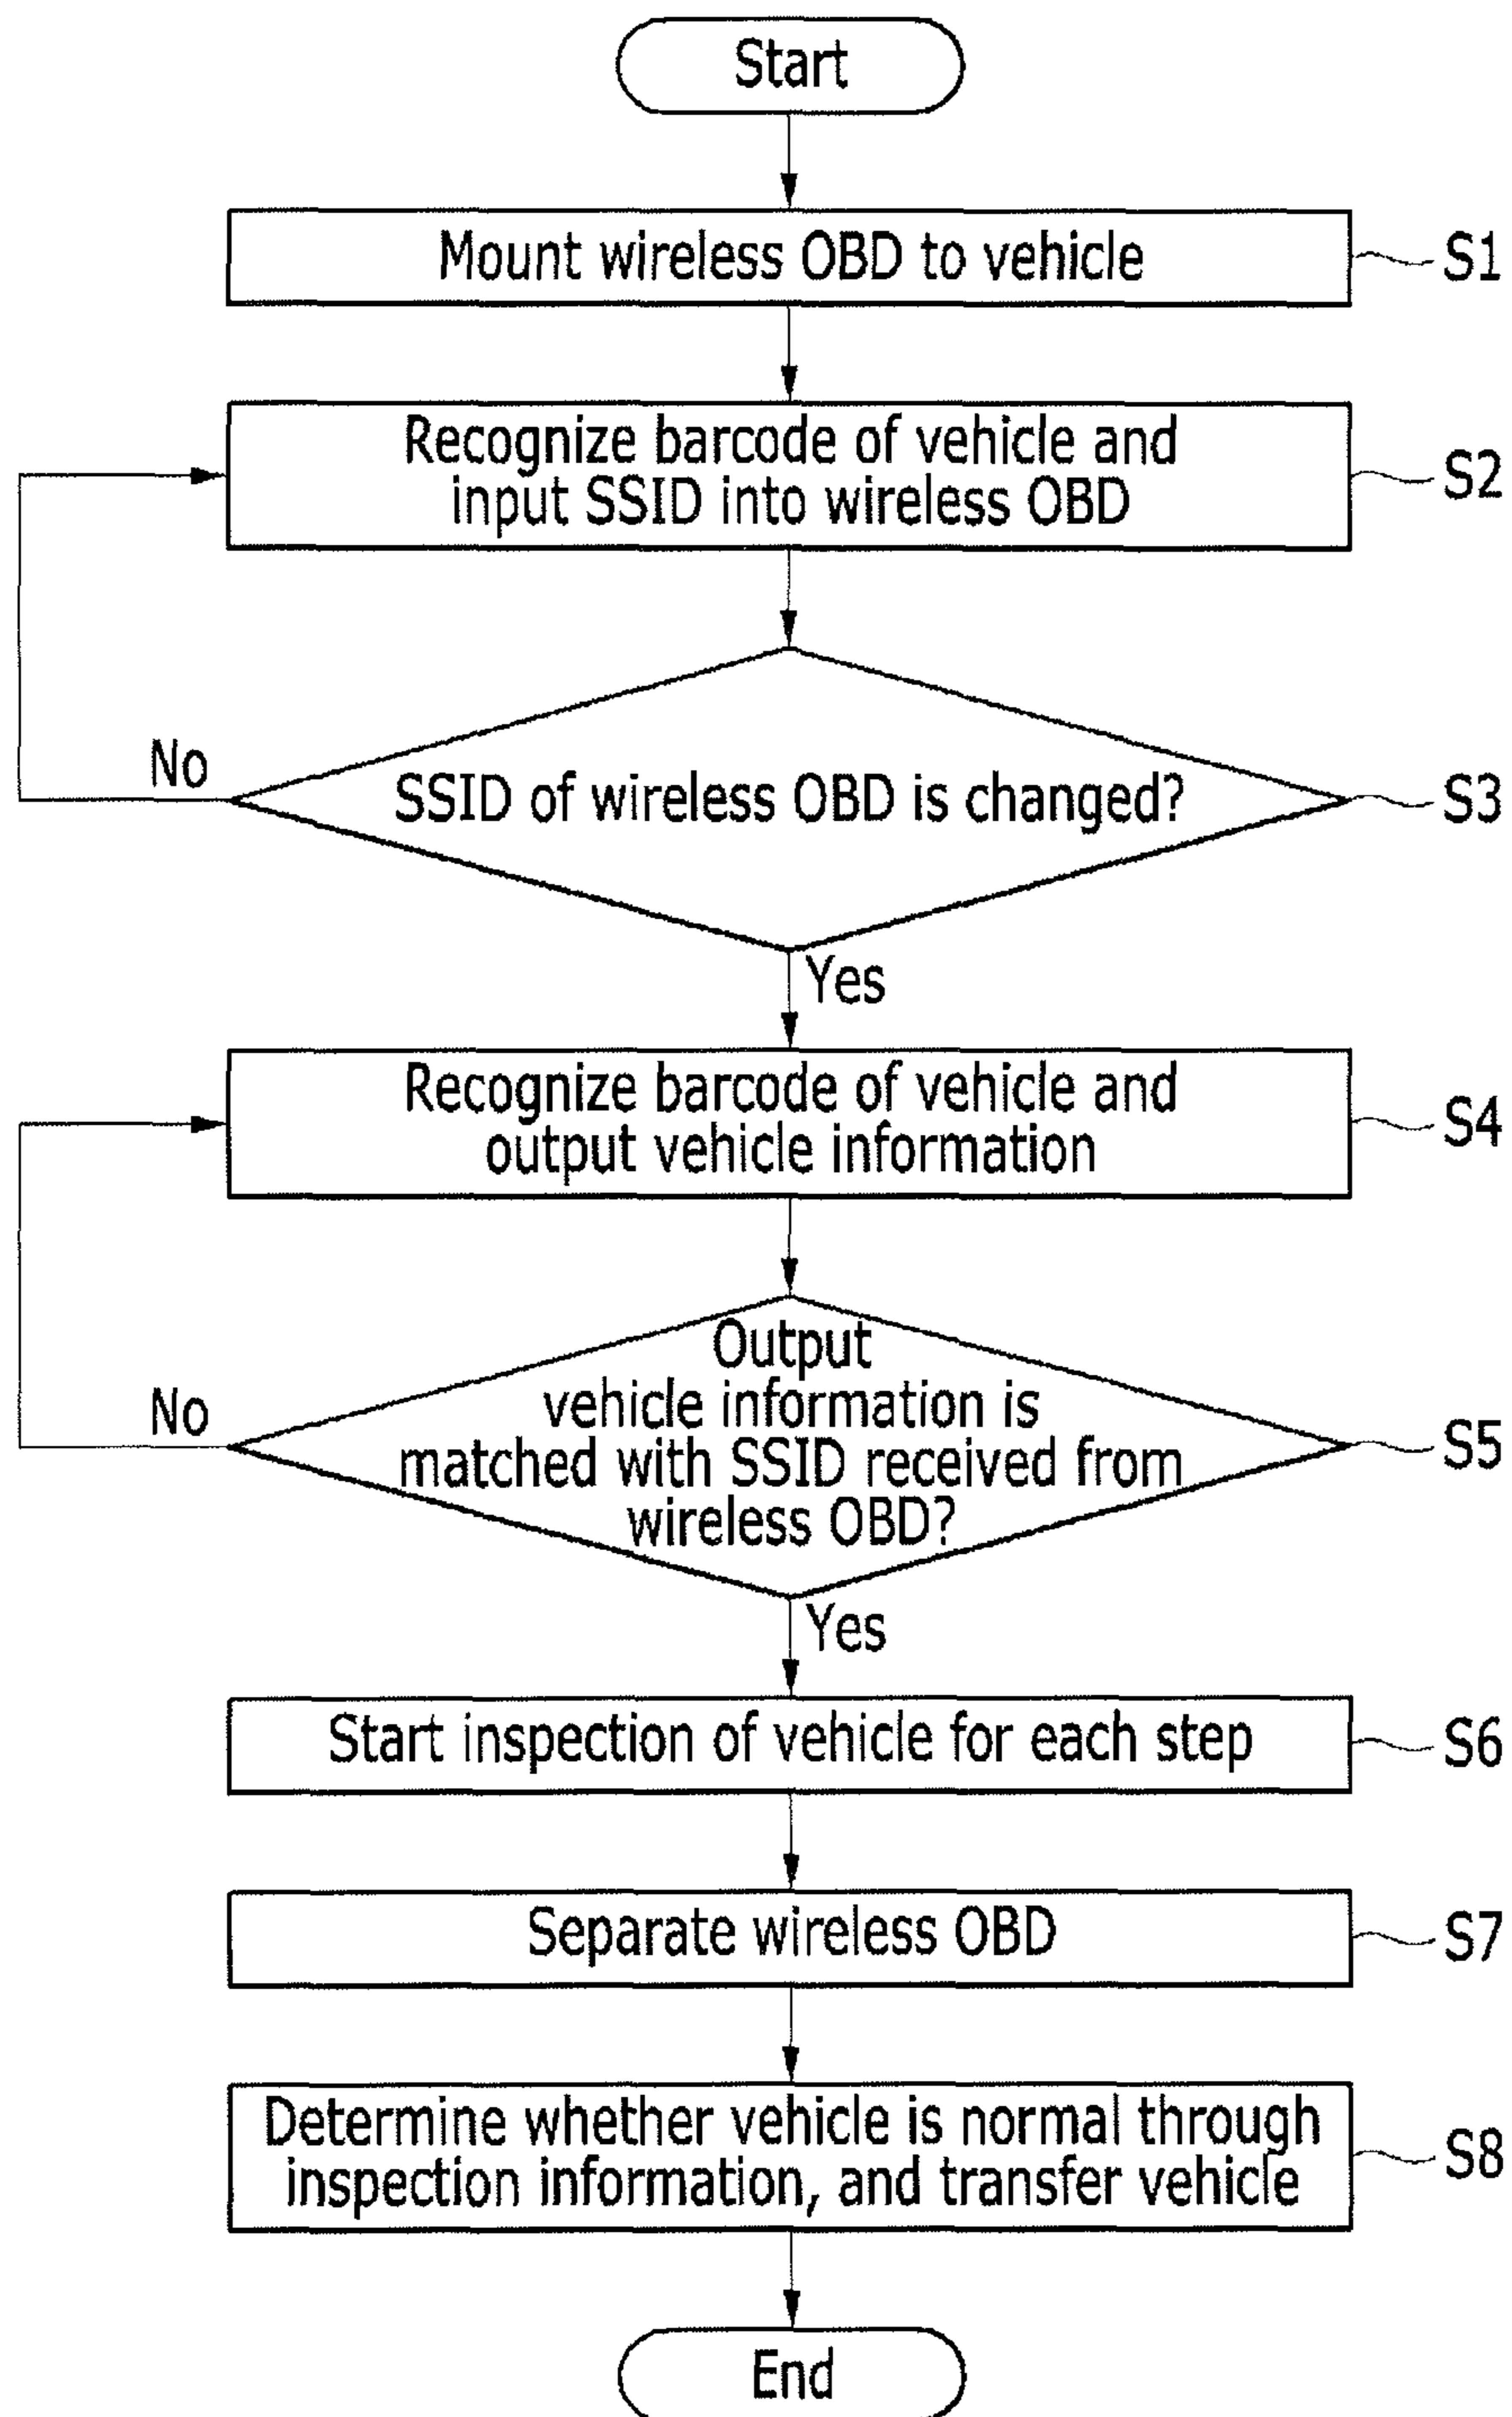 Start
Mount wireless OBD to vehicle
S1
Recognize barcode of vehicle and
input SSID into wireless OBD
S2
No
SSID of wireless OBD is changed?
S3
Yes
Recognize barcode of vehicle and
output vehicle information
S4
Output
vehicle information is
No
matched with SSID received from
wireless OBD?
S5
Yes
Start inspection of vehicle for each step
S6
Separate wireless OBD
S7
Determine whether vehicle is normal through
inspection information, and transfer vehicle
S8
End